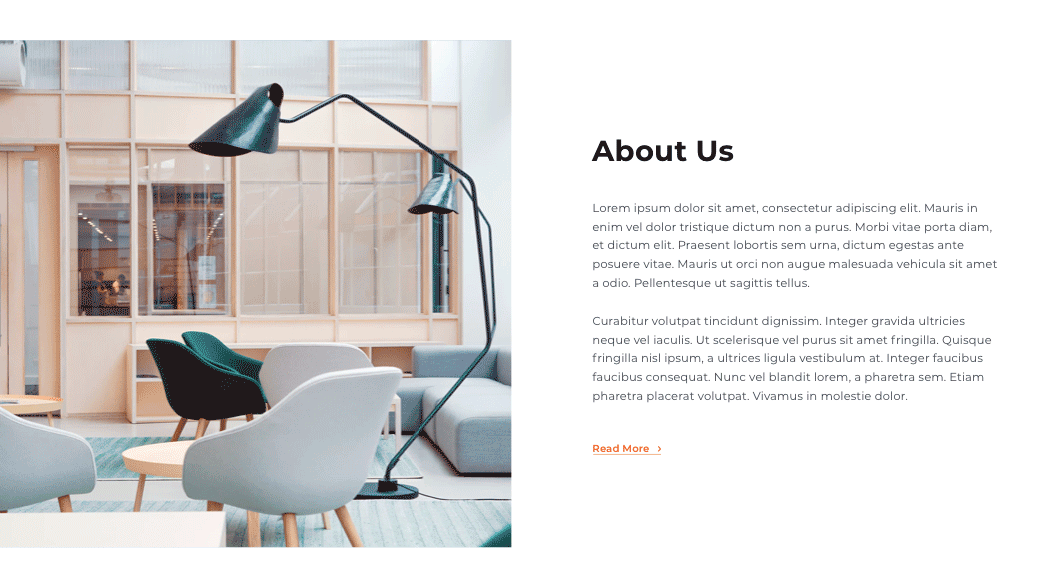 About Us
Lorem ipsum dolor sit amet, consectetur adipiscing elit. Mauris in
enim vel dolor tristique dictum non a purus. Morbi vitae porta diam,
et dictum elit. Praesent lobortis sem urna, dictum egestas ante
posuere vitae. Mauris ut orci non augue malesuada vehicula sit amet
a odio. Pellentesque ut sagittis tellus.
Curabitur volutpat tincidunt dignissim. Integer gravida ultricies
neque vel iaculis. Ut scelerisque vel purus sit amet fringilla. Quisque
fringilla nisl ipsum, a ultrices ligula vestibulum at. Integer faucibus
faucibus consequat. Nunc vel blandit lorem, a pharetra sem. Etiam
pharetra placerat volutpat. Vivamus in molestie dolor.
Read More ›